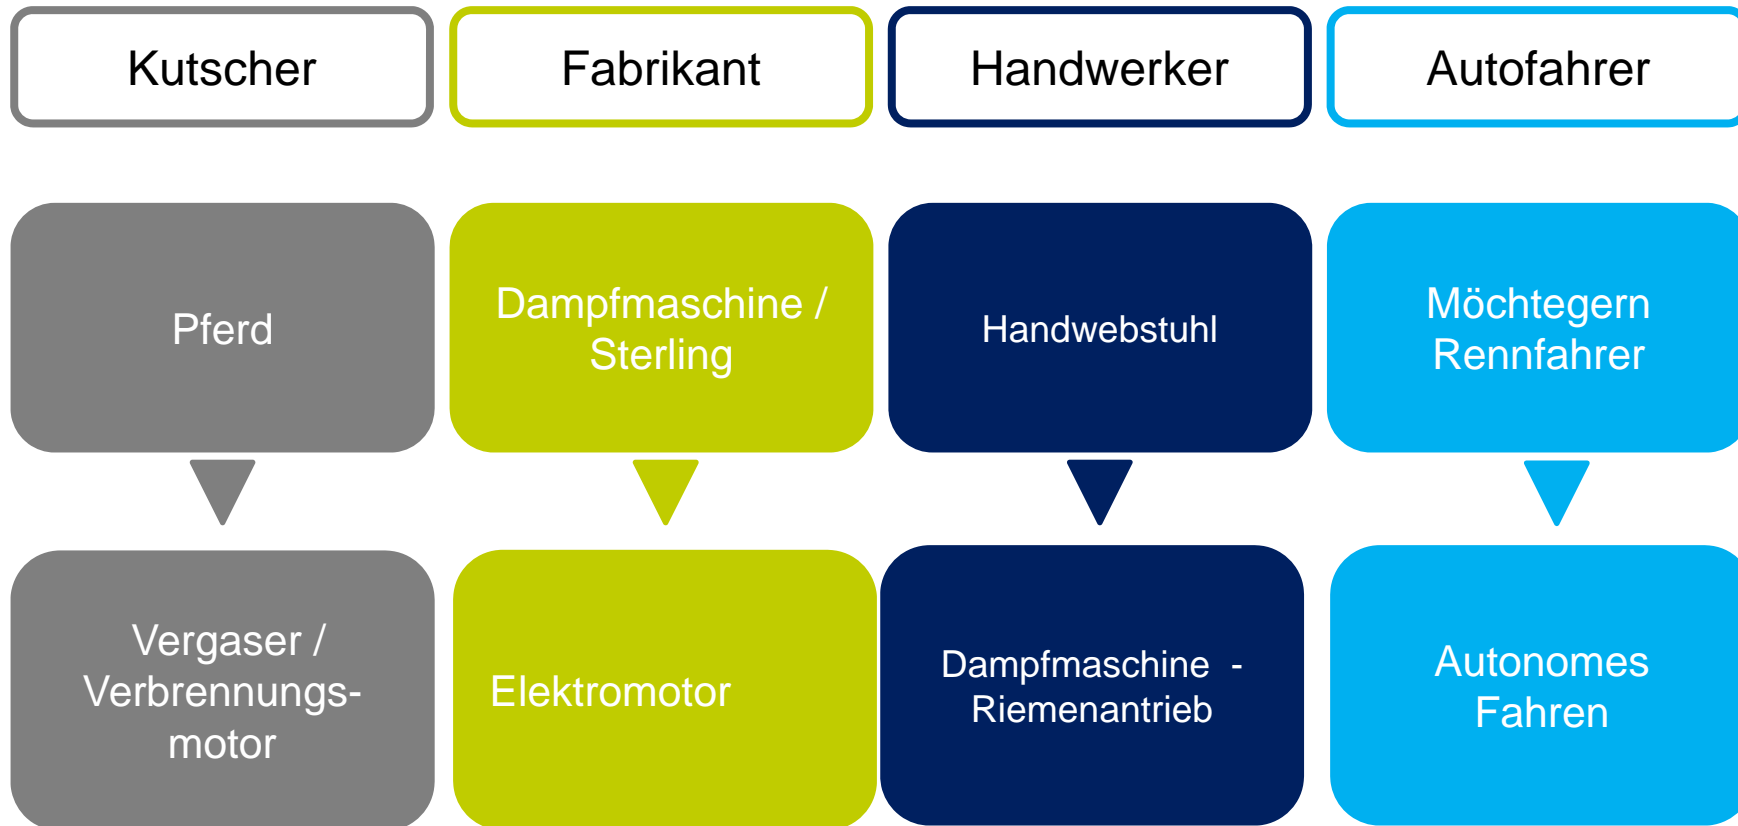 Kutscher
Fabrikant
Handwerker
Autofahrer
Pferd
Dampfmaschine /
Sterling
Handwebstuhl
Möchtegern
Rennfahrer
Vergaser /
Verbrennungs-
motor
Elektromotor
Dampfmaschine -
Riemenantrieb
Autonomes
Fahren